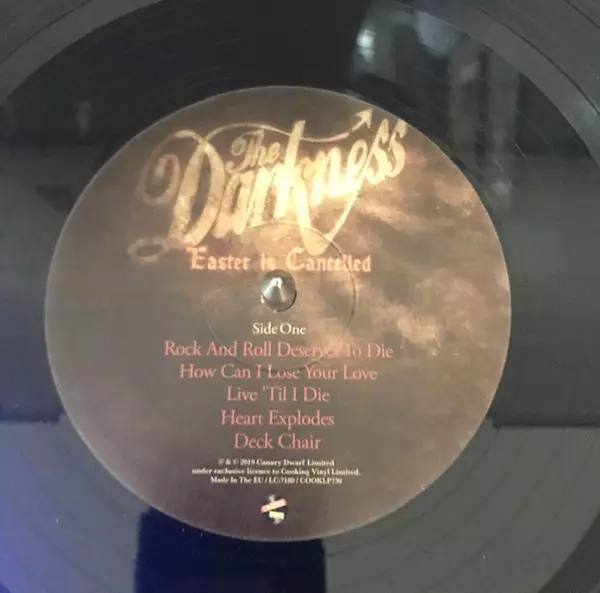 The
Darkness
Easter is Cancelled
Side One
Rock And Roll Deserves To Die
How Can I Lose Your Love
Live 'Til I Die
Heart Explodes
Deck Chair
℗ & © 2019 Canary Dwarf Limited
under exclusive licence to Cooking Vinyl Limited.
Made In The EU / LC-7180 / COOKLP736